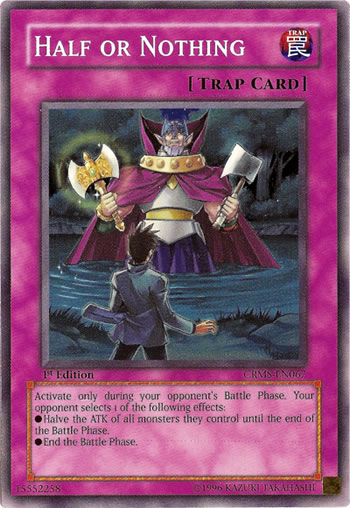 HALF OR NOTHING
TRAP
罠
[TRAP CARD]
1st Edition
CRMS-EN067
Activate only during your opponent's Battle Phase. Your
opponent selects 1 of the following effects:
●Halve the ATK of all monsters they control until the end of
the Battle Phase.
●End the Battle Phase.
15552258
©1996 KAZUKI TAKAHASHI